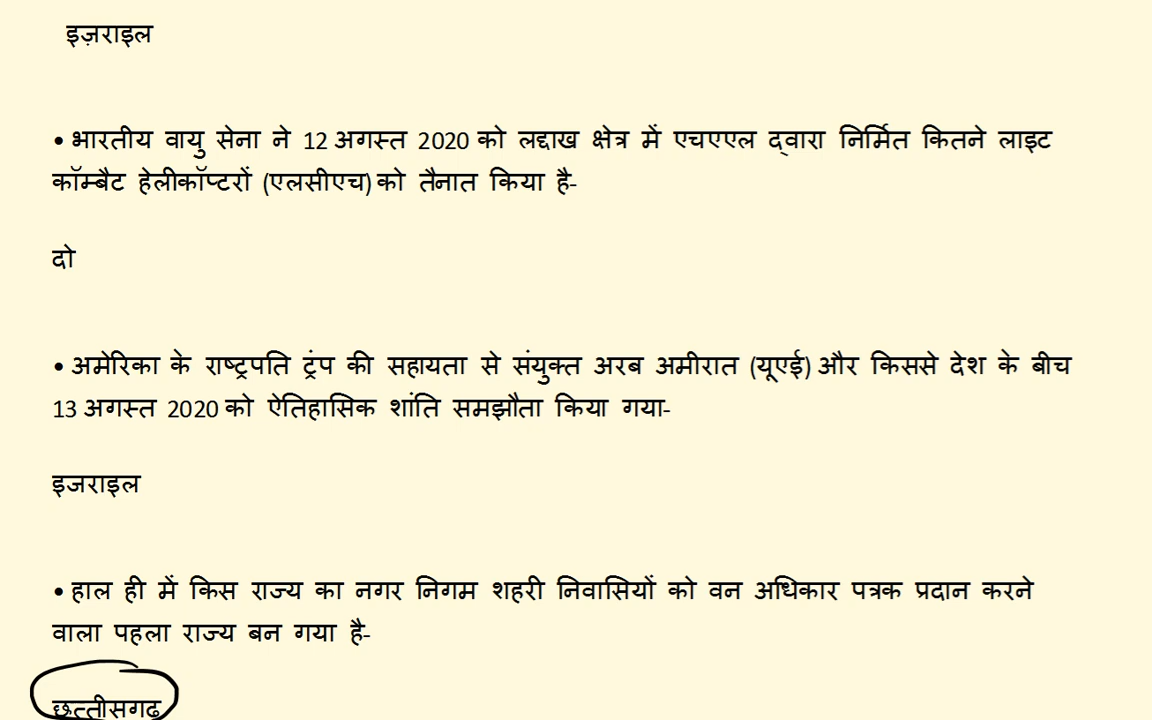 इज़राइल
• भारतीय वायु सेना ने 12 अगस्त 2020 को लद्दाख क्षेत्र में एचएएल द्वारा निर्मित कितने लाइट
कॉम्बैट हेलीकॉप्टरों (एलसीएच) को तैनात किया है-
दो
• अमेरिका के राष्ट्रपति ट्रंप की सहायता से संयुक्त अरब अमीरात (यूएई) और किससे देश के बीच
13 अगस्त 2020 को ऐतिहासिक शांति समझौता किया गया-
इजराइल
• हाल ही में किस राज्य का नगर निगम शहरी निवासियों को वन अधिकार पत्रक प्रदान करने
वाला पहला राज्य बन गया है-
छत्तीसगढ़